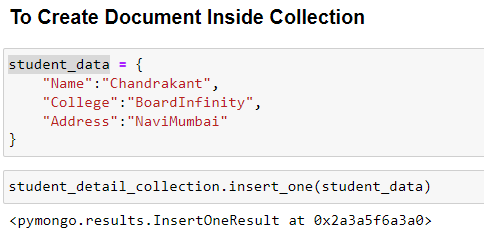 To Create Document Inside Collection
student_data = {
    "Name":"Chandrakant",
    "College":"BoardInfinity",
    "Address":"NaviMumbai"
}
student_detail_collection.insert_one(student_data)
<pymongo.results.InsertOneResult at 0x2a3a5f6a3a0>